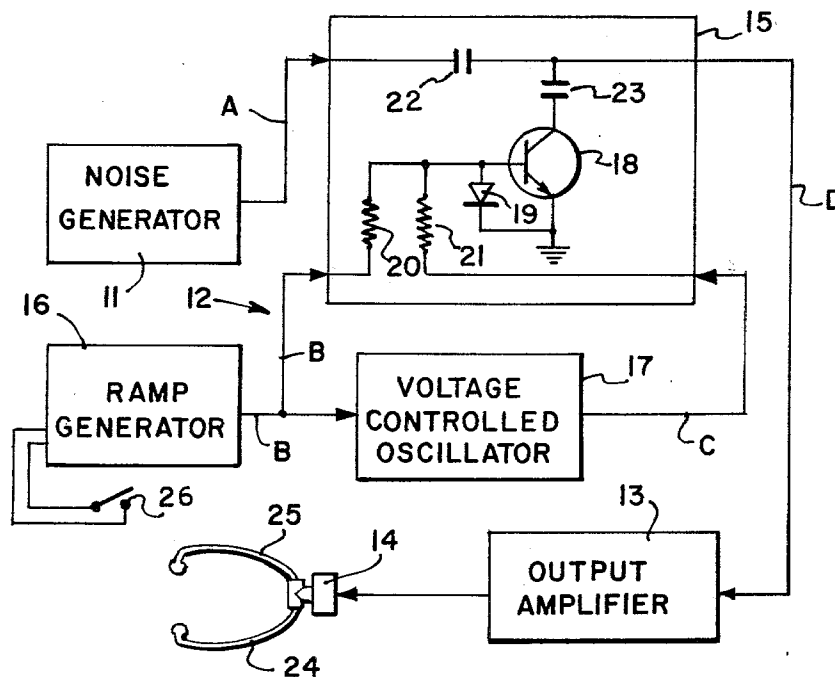 15
22
23
A
18
NOISE
GENERATOR
19
D
20
21
11
12
16
B
17
RAMP
GENERATOR
VOLTAGE
CONTROLLED
OSCILLATOR
B
C
26
25
14
13
OUTPUT
AMPLIFIER
24